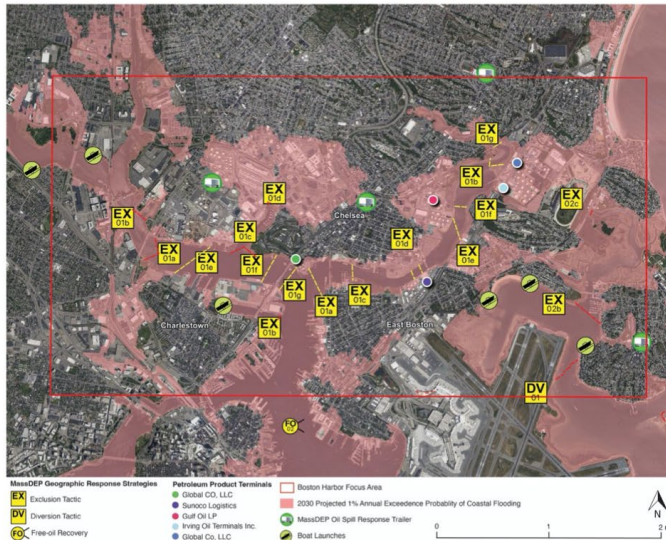 EX
01g
EX
01b
EX
01d
EX
02c
EX
01b
EX
01f
Chelsea
EX
01c
EX
01d
EX
01a
EX
01e
EX
01f
EX
01e
EX
01g
EX
01a
EX
01c
EX
02b
Charlestown
EX
01b
East Boston
DV
01
FO
MassDEP Geographic Response Strategies
EX Exclusion Tactic
DV Diversion Tactic
FO Free-oil Recovery
Petroleum Product Terminals
Global CO, LLC
Sunoco Logistics
Gulf Oil LP
Irving Oil Terminals Inc.
Global Co. LLC
Boston Harbor Focus Area
2030 Projected 1% Annual Exceedence Probablity of Coastal Flooding
MassDEP Oil Spill Response Trailer
Boat Launches
N
0 1 2